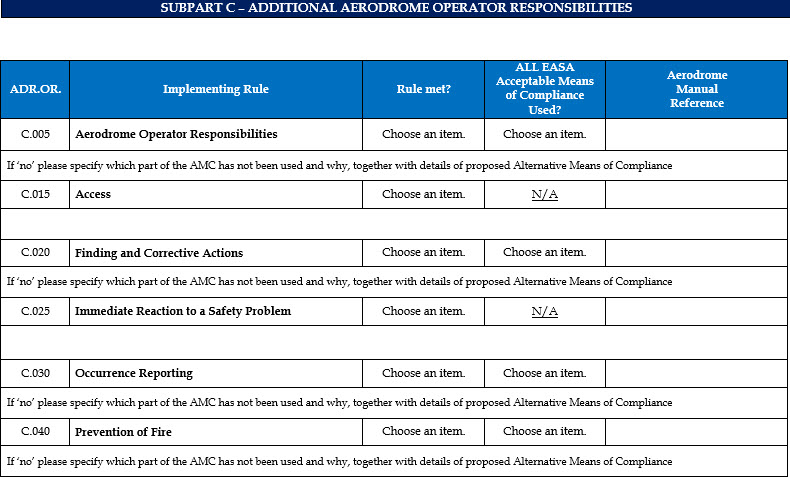 SUBPART C – ADDITIONAL AERODROME OPERATOR RESPONSIBILITIES
ADR.OR.
Implementing Rule
Rule met?
ALL EASA
Acceptable Means
of Compliance
Used?
Aerodrome
Manual
Reference
C.005 Aerodrome Operator Responsibilities Choose an item. Choose an item.
If ‘no’ please specify which part of the AMC has not been used and why, together with details of proposed Alternative Means of Compliance
C.015 Access Choose an item. N/A
C.020 Finding and Corrective Actions Choose an item. Choose an item.
If ‘no’ please specify which part of the AMC has not been used and why, together with details of proposed Alternative Means of Compliance
C.025 Immediate Reaction to a Safety Problem Choose an item. N/A
C.030 Occurrence Reporting Choose an item. Choose an item.
If ‘no’ please specify which part of the AMC has not been used and why, together with details of proposed Alternative Means of Compliance
C.040 Prevention of Fire Choose an item. Choose an item.
If ‘no’ please specify which part of the AMC has not been used and why, together with details of proposed Alternative Means of Compliance